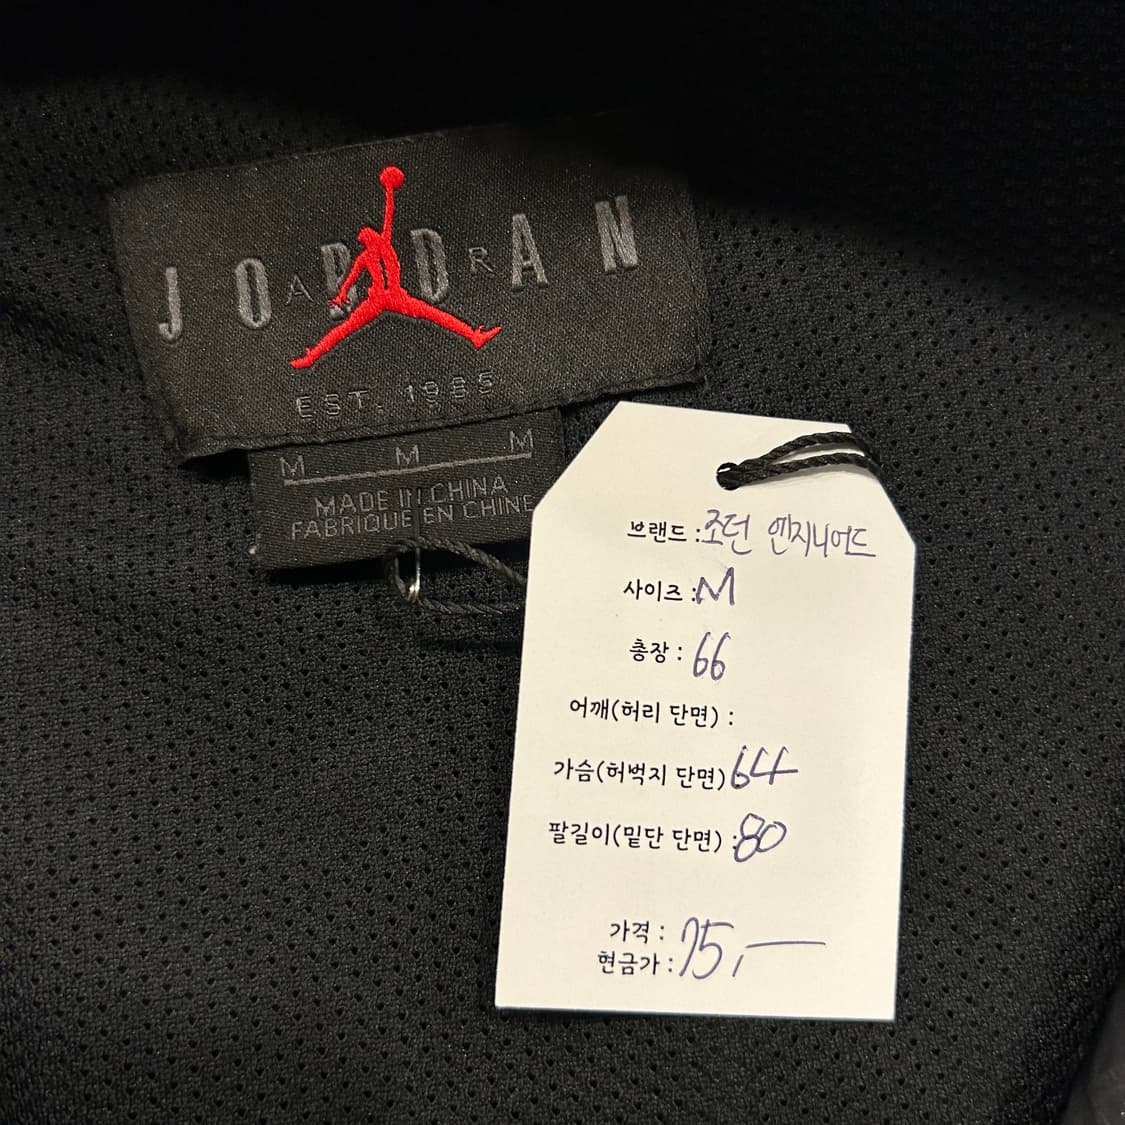 JORDAN
AIR
EST. 1985
M M M
MADE IN CHINA
FABRIQUE EN CHINE
브랜드 : 조던 엔지니어드
사이즈 : M
총장 : 66
어깨(허리 단면) :
가슴(허벅지 단면) 64
팔길이(밑단 단면) : 80
가격 :
현금가 : 75,—